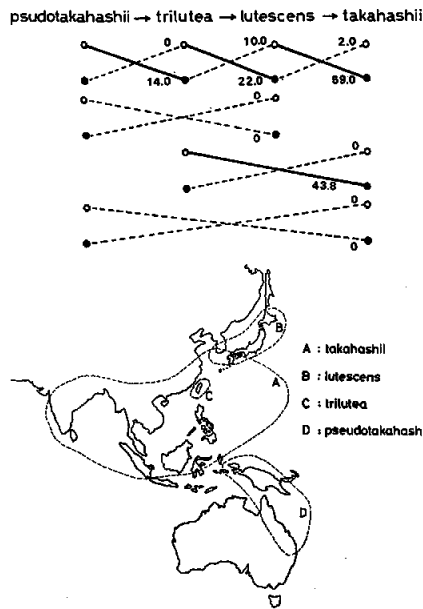 psudotakahashii → trilutea → lutescens → takahashii
0 10.0 2.0
14.0 22.0 59.0
0
0
0
43.8
0
0
B
A
C
D
A : takahashii
B : lutescens
C : trilutea
D : pseudotakahash